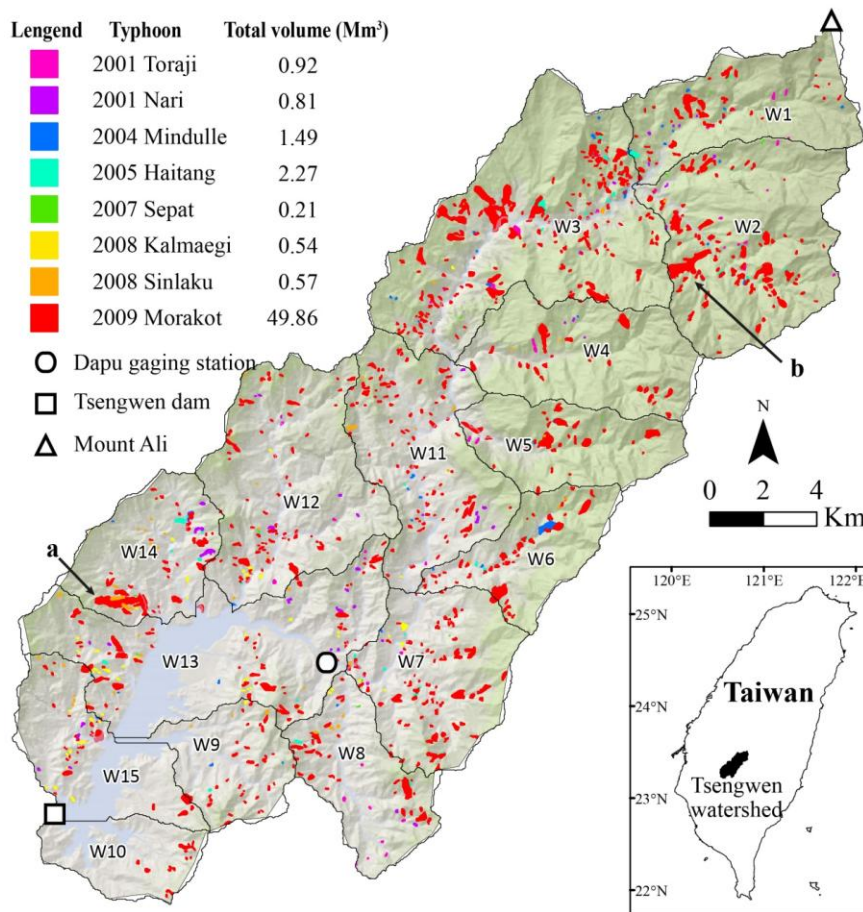 Lengend Typhoon Total volume (Mm³)
2001 Toraji 0.92
2001 Nari 0.81
2004 Mindulle 1.49
2005 Haitang 2.27
2007 Sepat 0.21
2008 Kalmaegi 0.54
2008 Sinlaku 0.57
2009 Morakot 49.86
Dapu gaging station
Tsengwen dam
Mount Ali
W1
W2
W3
b
W4
N
W5
W11
0 2 4
Km
W12
W6
W14
a
W13
W7
W9
W8
W15
W10
120°E 121°E 122°E
25°N
24°N
23°N
22°N
Taiwan
Tsengwen
watershed